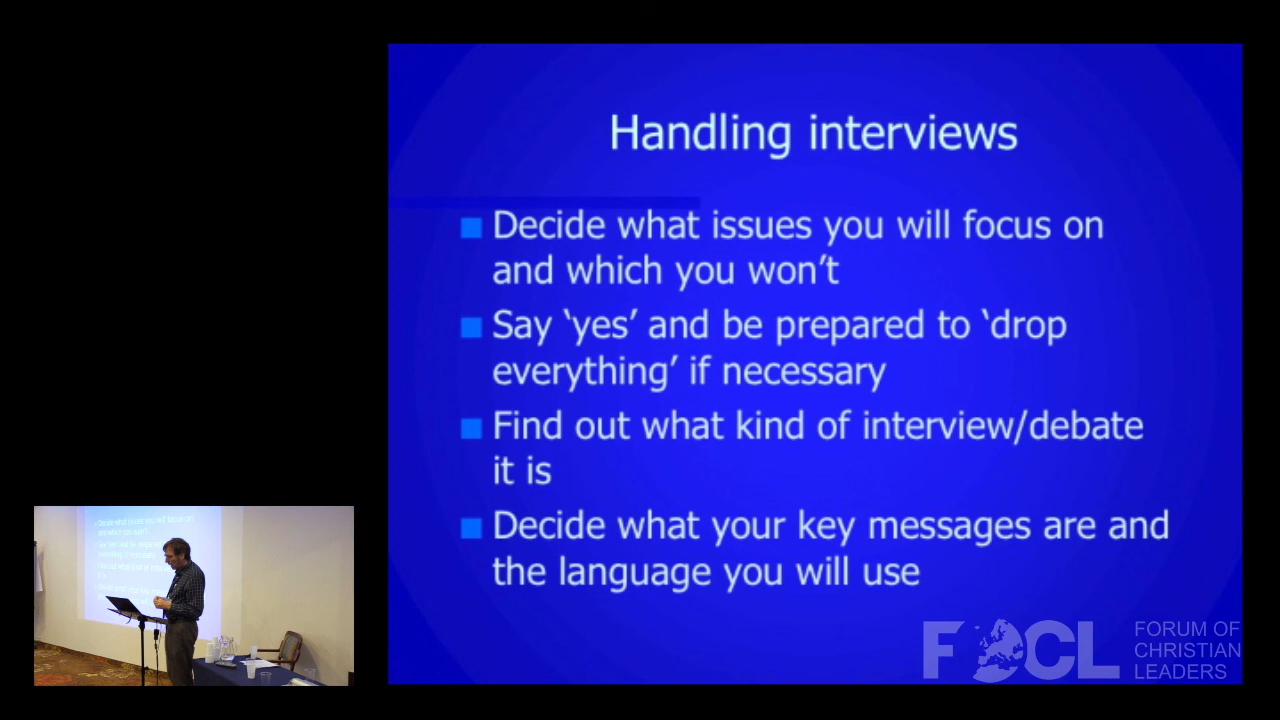 Handling interviews
Decide what issues you will focus on
and which you won’t
Say ‘yes’ and be prepared to ‘drop
everything’ if necessary
Find out what kind of interview/debate
it is
Decide what your key messages are and
the language you will use
FOCL
FORUM OF
CHRISTIAN
LEADERS